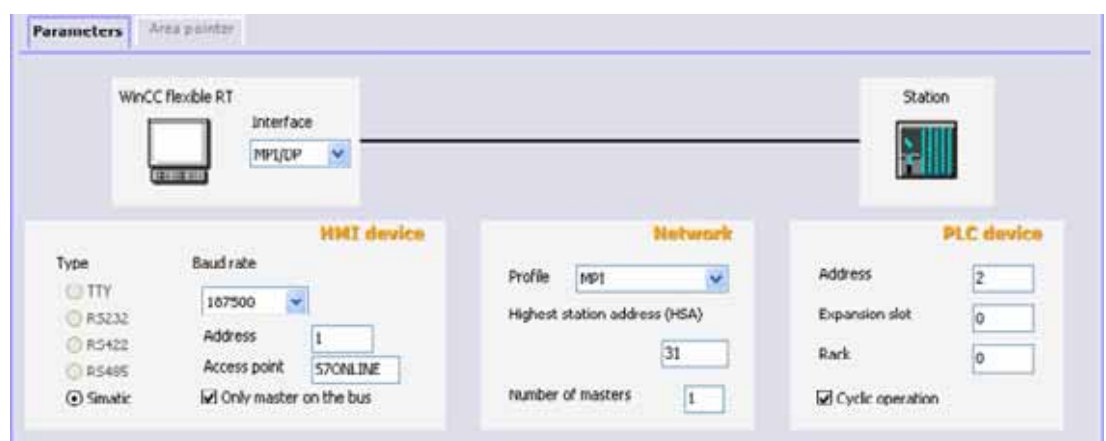 Parameters Area pointer
WinCC flexible RT
Interface
MPI/DP
Station
HMI device
Type
TTY
RS232
RS422
RS485
Simatic
Baud rate
187500
Address 1
Access point S7ONLINE
Only master on the bus
Network
Profile MPI
Highest station address (HSA)
31
Number of masters 1
PLC device
Address 2
Expansion slot 0
Rack 0
Cyclic operation